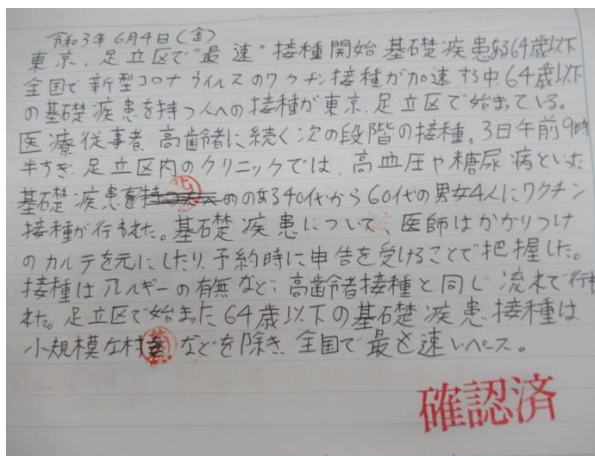 令和3年6月4日(金)
東京、足立区で"最速"接種開始 基礎疾患ある64歳以下
全国で新型コロナウイルスのワクチン接種が加速する中、64歳以下
の基礎疾患を持つ人への接種が東京、足立区で始まっている。
医療従事者、高齢者に続く次の段階の接種。3日午前9時
半すぎ、足立区内のクリニックでは、高血圧や糖尿病といった
基礎疾患のある40代から60代の男女4人にワクチン
接種が行われた。基礎疾患について、医師はかかりつけ
のカルテを元にしたり、予約時に申告を受けることで把握した。
接種はアレルギーの有無など、高齢者接種と同じ流れで行わ
れた。足立区で始まった64歳以下の基礎疾患接種は、
小規模な村などを除き、全国で最も速いペース。
確認済